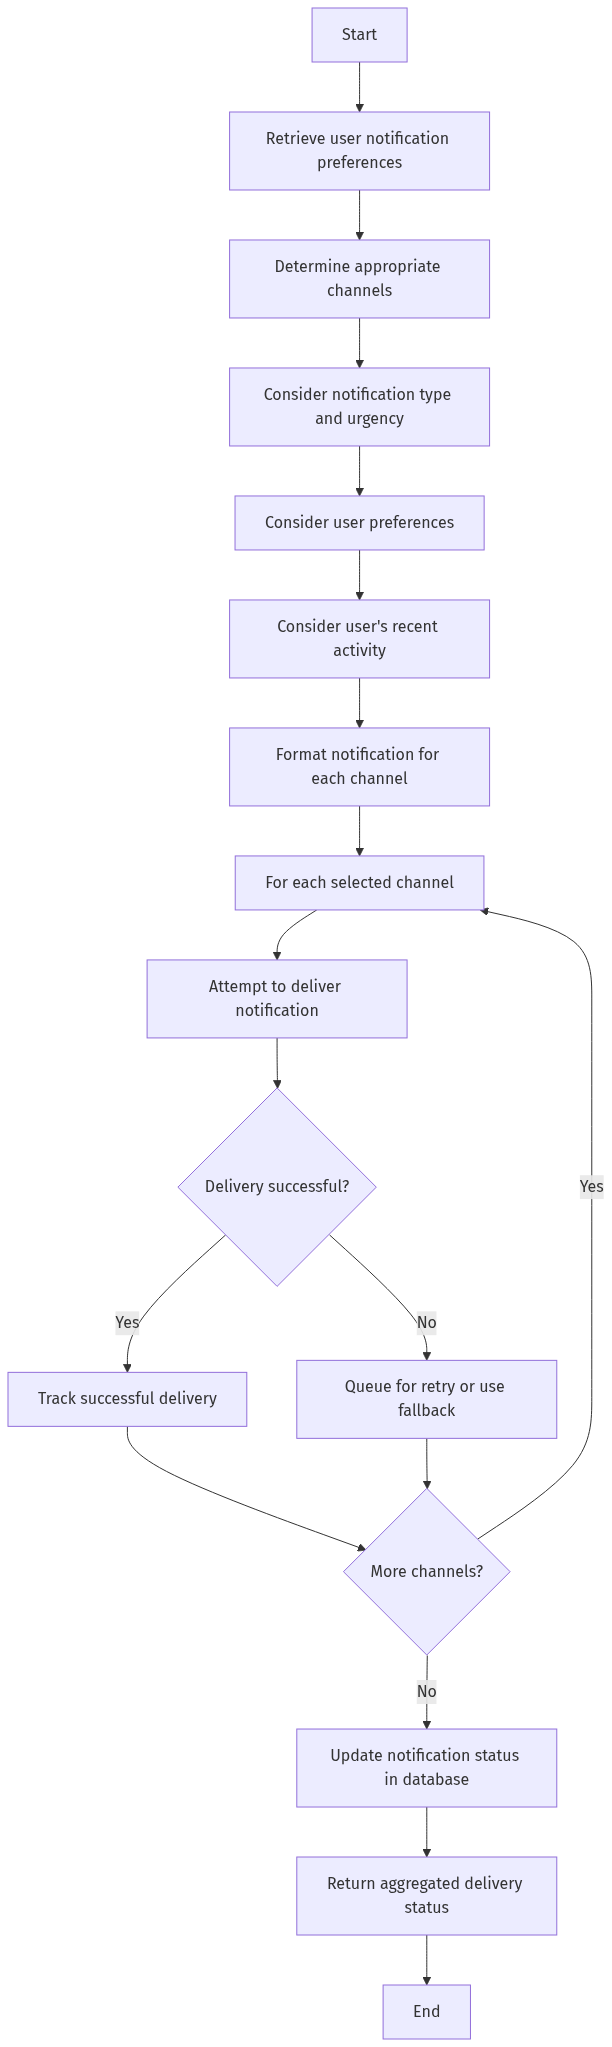 Start
Retrieve user notification
preferences
Determine appropriate
channels
Consider notification type
and urgency
Consider user preferences
Consider user's recent
activity
Format notification for
each channel
For each selected channel
Attempt to deliver
notification
Delivery successful?
Yes
Yes
No
Track successful delivery
Queue for retry or use
fallback
More channels?
No
Update notification status
in database
Return aggregated delivery
status
End